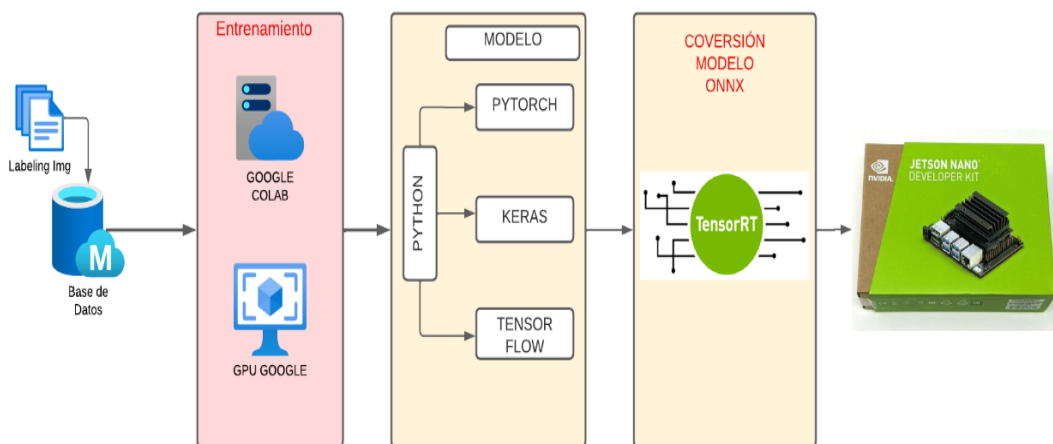 Labeling Img
M
Base de
Datos
Entrenamiento
GOOGLE
COLAB
GPU GOOGLE
MODELO
PYTHON
PYTORCH
KERAS
TENSOR
FLOW
COVERSIÓN
MODELO
ONNX
TensorRT
NVIDIA.
JETSON NANO
DEVELOPER KIT